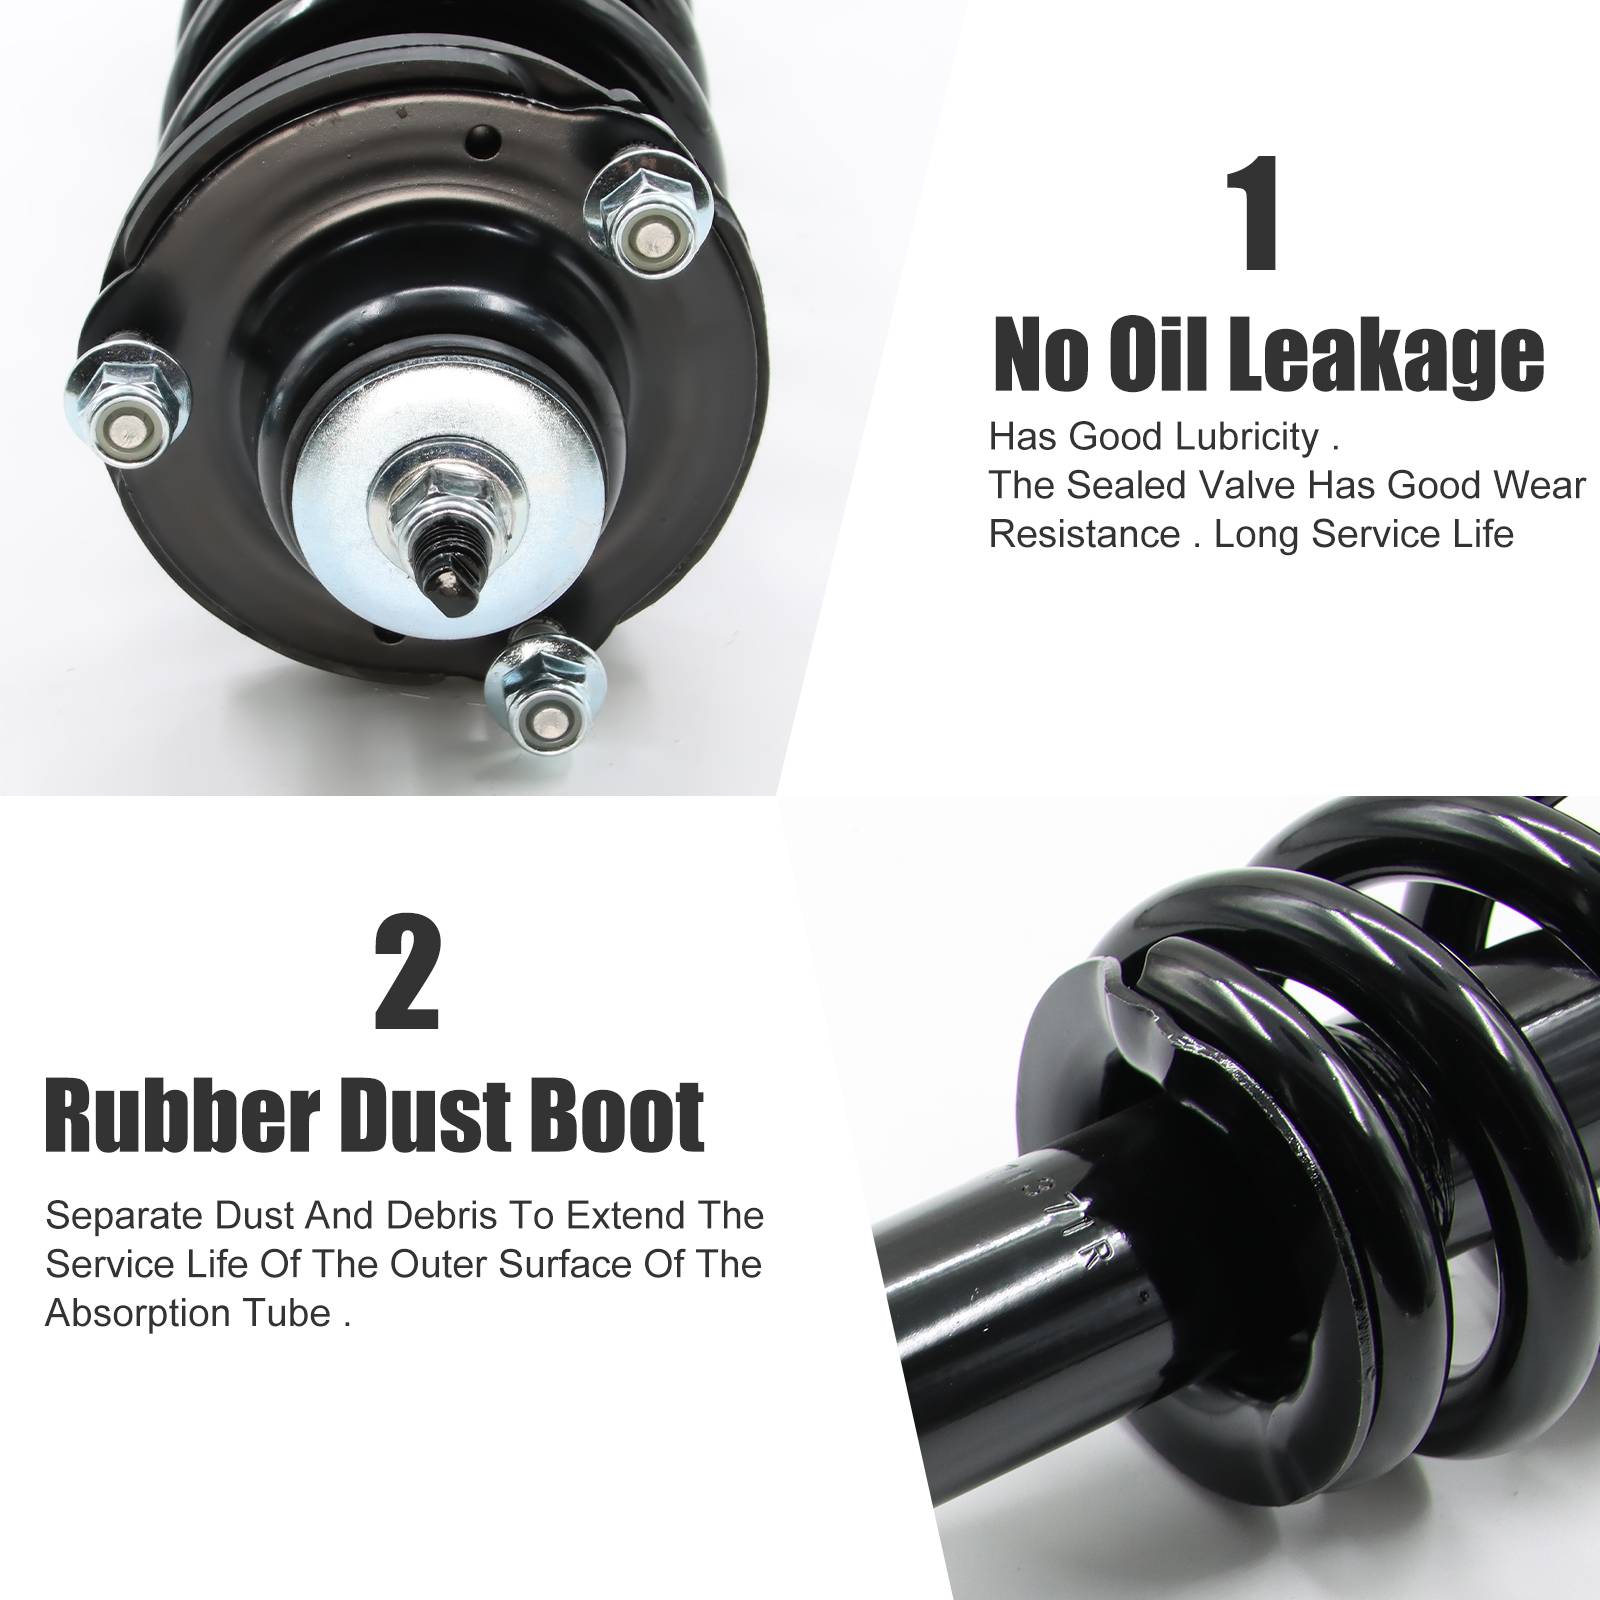 1
No Oil Leakage
Has Good Lubricity .
The Sealed Valve Has Good Wear
Resistance . Long Service Life
2
Rubber Dust Boot
Separate Dust And Debris To Extend The
Service Life Of The Outer Surface Of The
Absorption Tube .
1371R